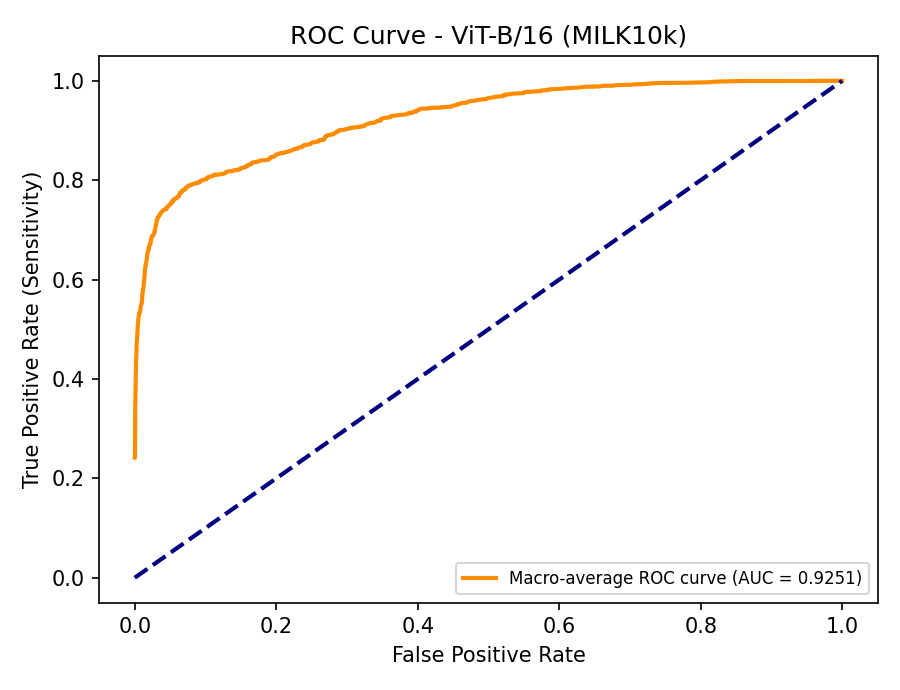 ROC Curve - ViT-B/16 (MILK10k)
True Positive Rate (Sensitivity)
1.0
0.8
0.6
0.4
0.2
0.0
Macro-average ROC curve (AUC = 0.9251)
0.0 0.2 0.4 0.6 0.8 1.0
False Positive Rate